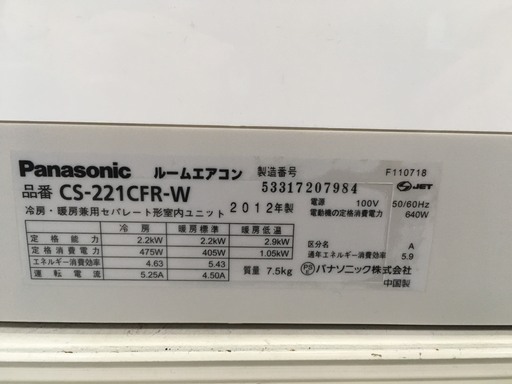 Panasonic ルームエアコン 製造番号 F110718
品番 CS-221CFR-W 53317207984 JET
冷房・暖房兼用セパレート形室内ユニット 2012年製
電源 100V 50/60Hz
電動機の定格消費電力 640W
冷房 暖房標準 暖房低温
定格能力 2.2kW 2.2kW 2.9kW
定格消費電力 475W 405W 1.05kW
エネルギー消費効率 4.63 5.43
運転電流 5.25A 4.50A
質量 7.5kg
区分名 A
通年エネルギー消費効率 5.9
PS パナソニック株式会社
中国製